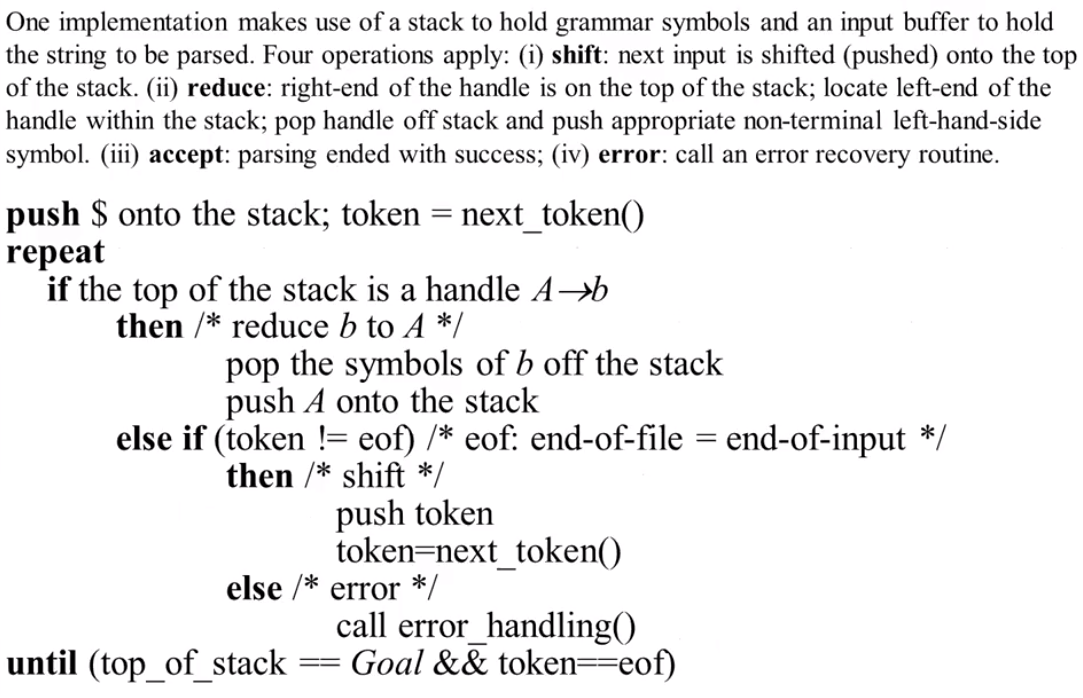 One implementation makes use of a stack to hold grammar symbols and an input buffer to hold
the string to be parsed. Four operations apply: (i) shift: next input is shifted (pushed) onto the top
of the stack. (ii) reduce: right-end of the handle is on the top of the stack; locate left-end of the
handle within the stack; pop handle off stack and push appropriate non-terminal left-hand-side
symbol. (iii) accept: parsing ended with success; (iv) error: call an error recovery routine.
push $ onto the stack; token = next_token()
repeat
if the top of the stack is a handle A→b
then /* reduce b to A */
pop the symbols of b off the stack
push A onto the stack
else if (token != eof) /* eof: end-of-file = end-of-input */
then /* shift */
push token
token=next_token()
else /* error */
call error_handling()
until (top_of_stack == Goal && token==eof)